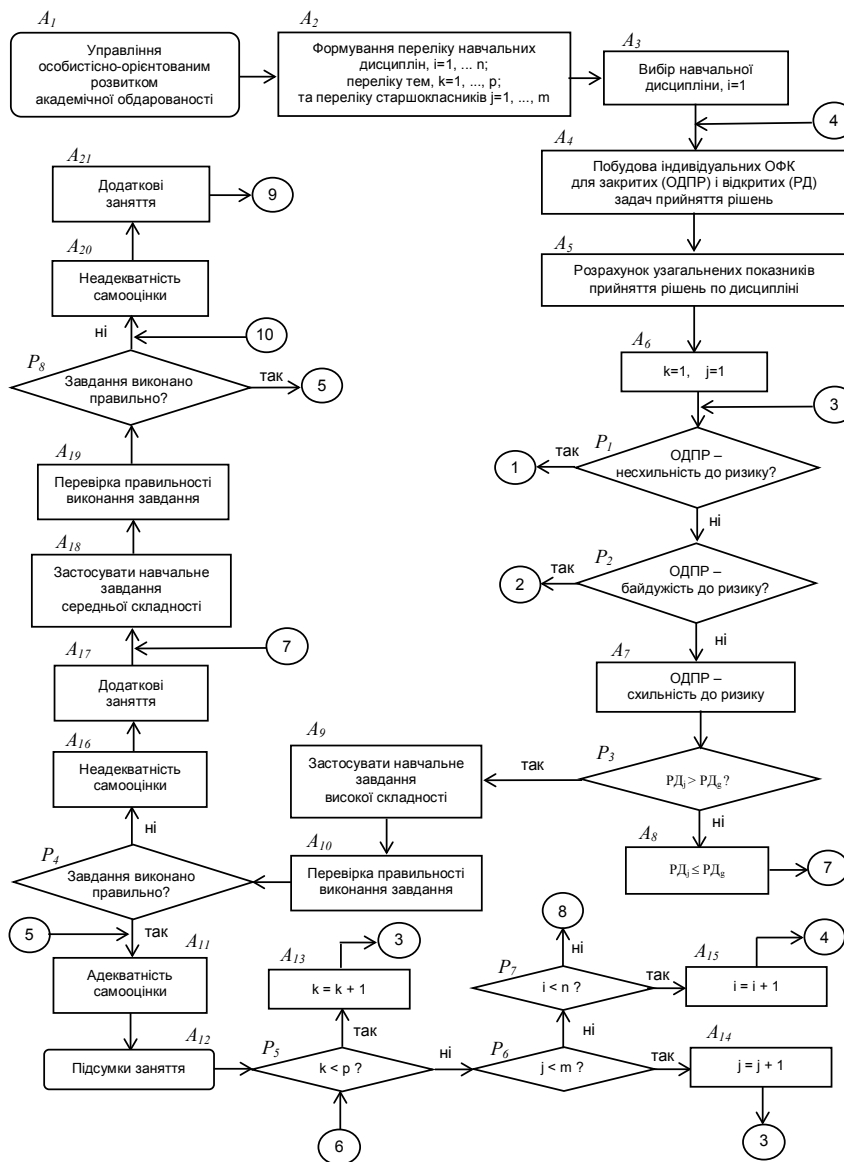 A1
Управління
особистісно-орієнтованим
розвитком
академічної обдарованості
A2
Формування переліку навчальних
дисциплін, i=1, ... n;
переліку тем, k=1, ..., p;
та переліку старшокласників j=1, ..., m
A3
Вибір навчальної
дисципліни, i=1
4
A4
Побудова індивідуальних ОФК
для закритих (ОДПР) і відкритих (РД)
задач прийняття рішень
A5
Розрахунок узагальнених показників
прийняття рішень по дисципліні
A6
k=1, j=1
3
P1
ОДПР –
несхильність до ризику?
так
1
ні
P2
ОДПР –
байдужість до ризику?
так
2
ні
A7
ОДПР –
схильність до ризику
P3
РДj > РДg ?
так
ні
A8
РДj ≤ РДg
7
A9
Застосувати навчальне
завдання
високої складності
A10
Перевірка правильності
виконання завдання
P4
Завдання виконано
правильно?
ні
так
5
A11
Адекватність
самооцінки
A12
Підсумки заняття
P5
k < p ?
так
ні
6
A13
k = k + 1
3
P6
j < m ?
так
ні
A14
j = j + 1
3
P7
i < n ?
так
ні
8
A15
i = i + 1
4
A16
Неадекватність
самооцінки
A17
Додаткові
заняття
7
A18
Застосувати навчальне
завдання
середньої складності
A19
Перевірка правильності
виконання завдання
P8
Завдання виконано
правильно?
так
5
ні
10
A20
Неадекватність
самооцінки
A21
Додаткові
заняття
9